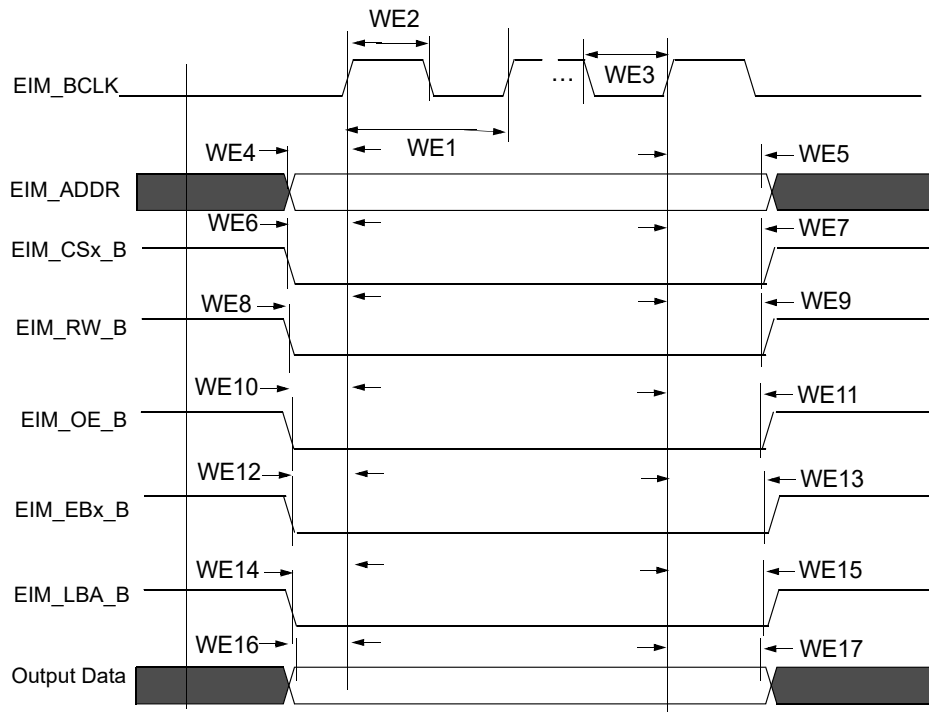 WE2
EIM_BCLK
...
WE3
WE1
WE4
WE5
EIM_ADDR
WE6
WE7
EIM_CSx_B
WE8
WE9
EIM_RW_B
WE10
WE11
EIM_OE_B
WE12
WE13
EIM_EBx_B
WE14
WE15
EIM_LBA_B
WE16
WE17
Output Data